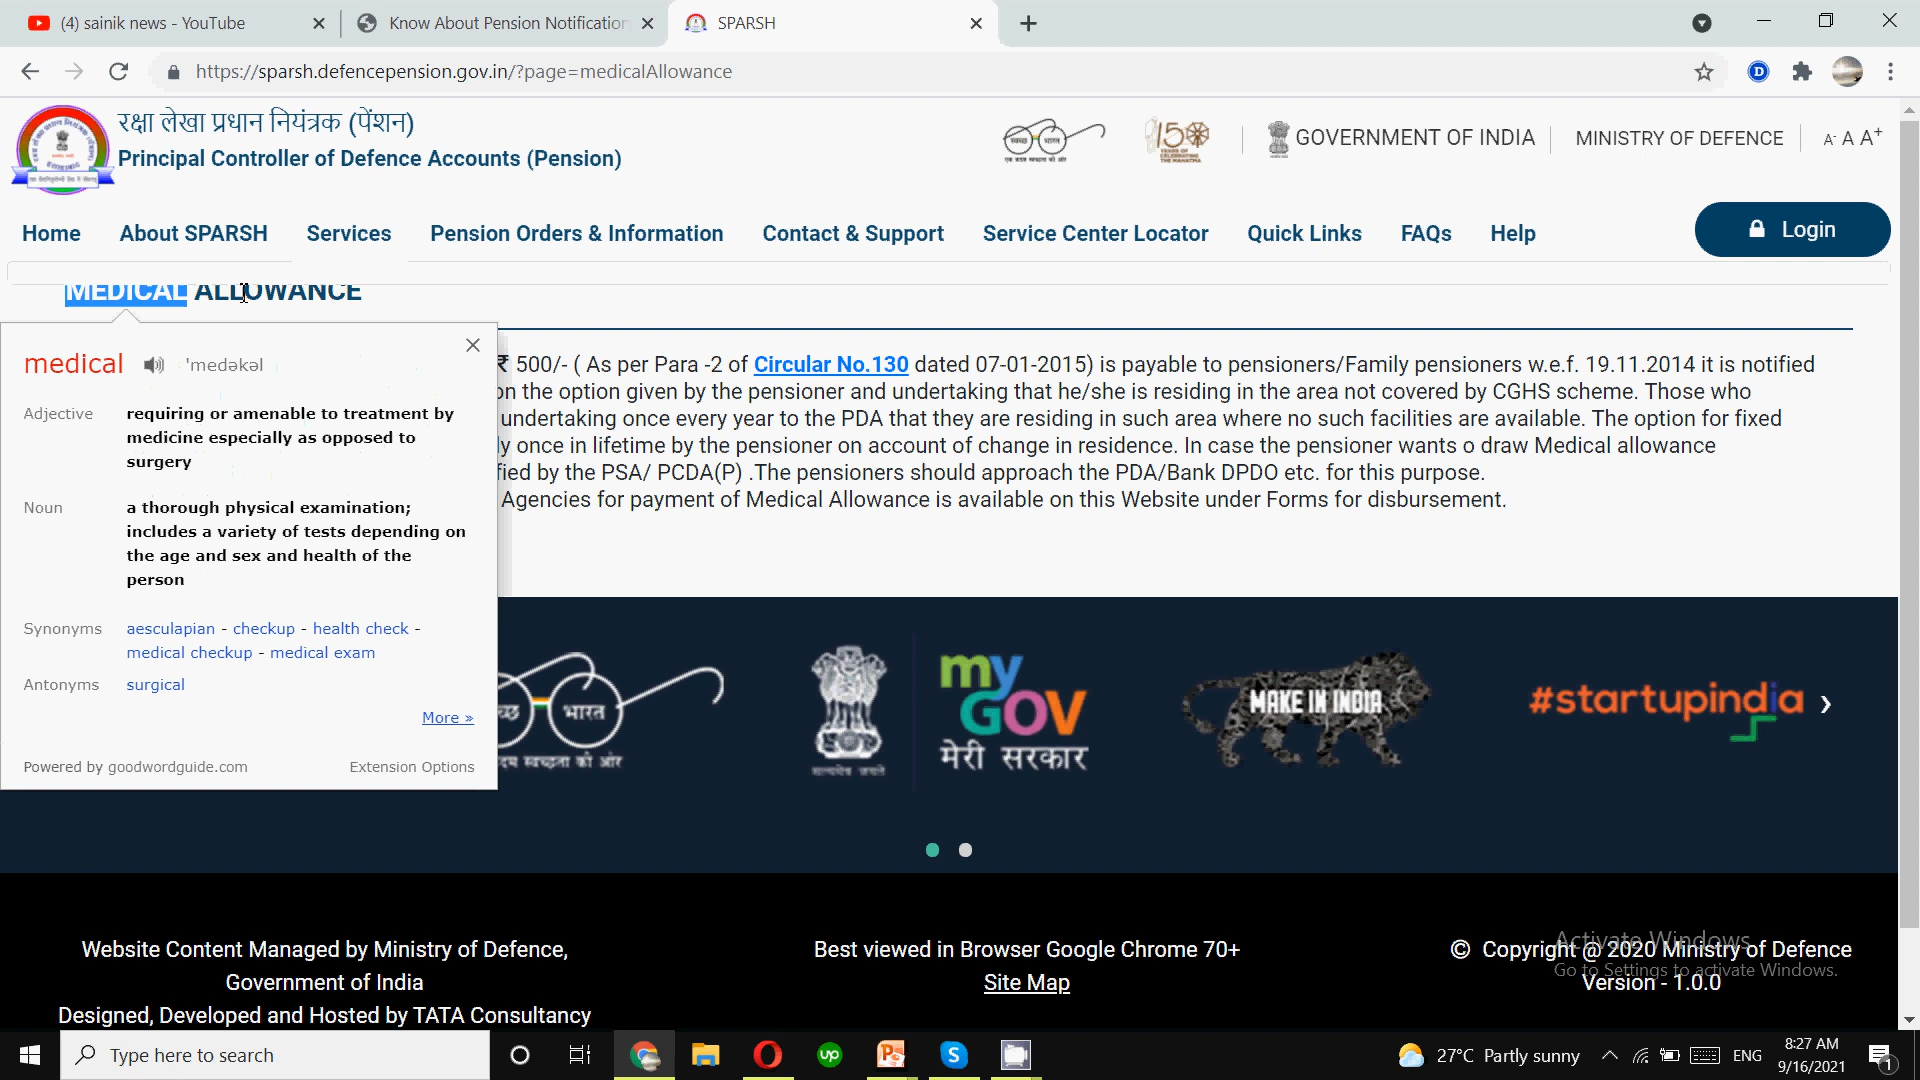 (4) sainik news - YouTube
Know About Pension Notification
SPARSH
https://sparsh.defencepension.gov.in/?page=medicalAllowance
रक्षा लेखा प्रधान नियंत्रक (पेंशन)
Principal Controller of Defence Accounts (Pension)
150
YEARS OF
CELEBRATING
THE MAHATMA
GOVERNMENT OF INDIA
MINISTRY OF DEFENCE
A- A A+
Home About SPARSH Services Pension Orders & Information Contact & Support Service Center Locator Quick Links FAQs Help
Login
MEDICAL ALLOWANCE
medical 'medəkəl
Adjective requiring or amenable to treatment by
medicine especially as opposed to
surgery
Noun a thorough physical examination;
includes a variety of tests depending on
the age and sex and health of the
person
Synonyms aesculapian - checkup - health check -
medical checkup - medical exam
Antonyms surgical
More »
Powered by goodwordguide.com Extension Options
₹ 500/- ( As per Para -2 of Circular No.130 dated 07-01-2015) is payable to pensioners/Family pensioners w.e.f. 19.11.2014 it is notified
on the option given by the pensioner and undertaking that he/she is residing in the area not covered by CGHS scheme. Those who
undertaking once every year to the PDA that they are residing in such area where no such facilities are available. The option for fixed
y once in lifetime by the pensioner on account of change in residence. In case the pensioner wants o draw Medical allowance
fied by the PSA/ PCDA(P) .The pensioners should approach the PDA/Bank DPDO etc. for this purpose.
Agencies for payment of Medical Allowance is available on this Website under Forms for disbursement.
च्छ भारत
दम स्वच्छता की ओर
सत्यमेव जयते
my
GOV
मेरी सरकार
MAKE IN INDIA
#startupindia
Website Content Managed by Ministry of Defence,
Government of India
Designed, Developed and Hosted by TATA Consultancy
Best viewed in Browser Google Chrome 70+
Site Map
© Copyright @ 2020 Ministry of Defence
Version - 1.0.0
Activate Windows
Go to Settings to activate Windows.
Type here to search
up
27°C Partly sunny
ENG
8:27 AM
9/16/2021
1